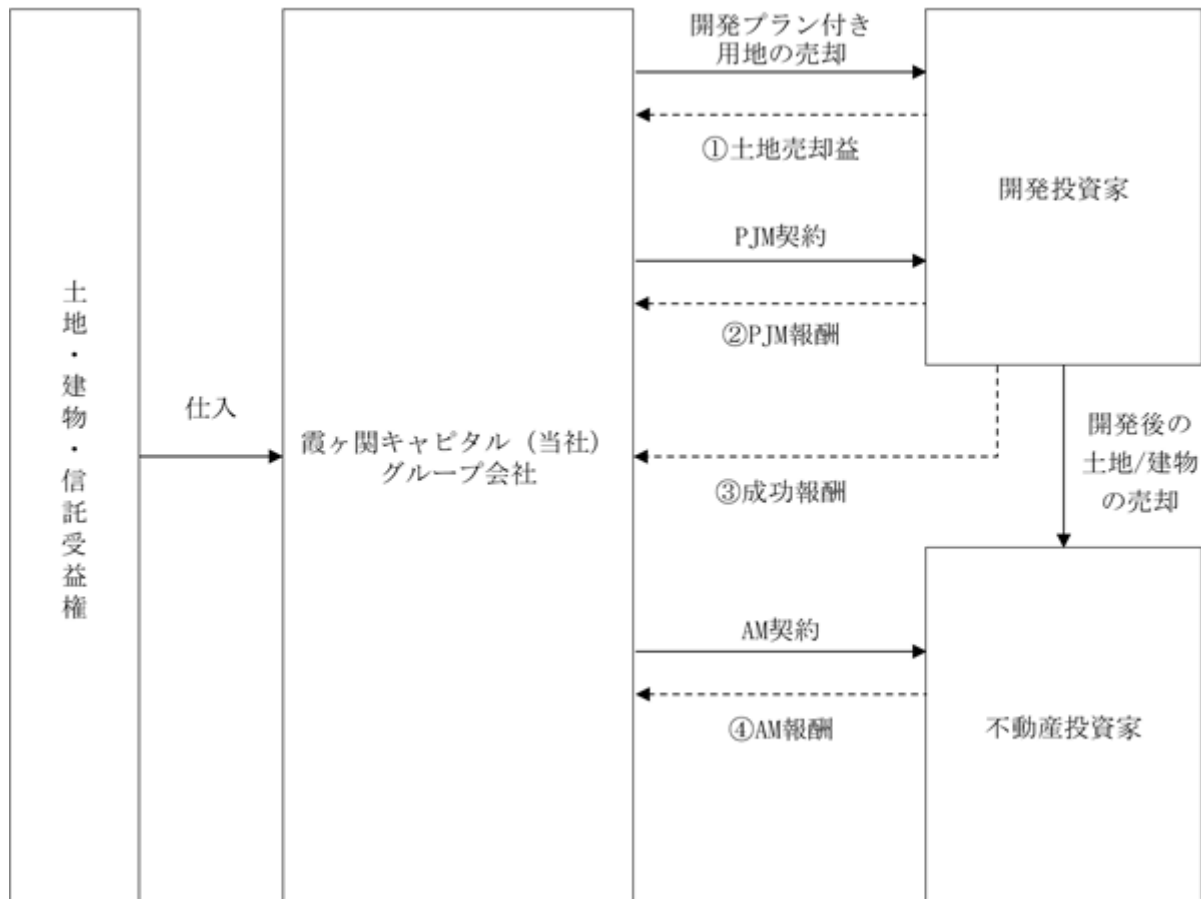 土地・建物・信託受益権
仕入
霞ヶ関キャピタル（当社）
グループ会社
開発プラン付き
用地の売却
①土地売却益
PJM契約
②PJM報酬
③成功報酬
AM契約
④AM報酬
開発投資家
開発後の
土地/建物
の売却
不動産投資家